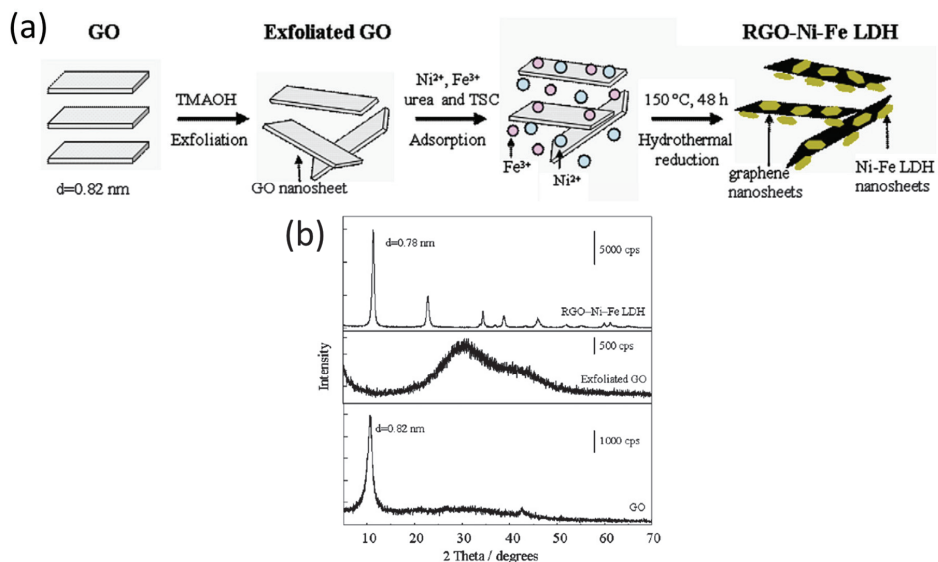 (a)
GO
Exfoliated GO
RGO-Ni-Fe LDH
TMAOH
Exfoliation
Ni²⁺, Fe³⁺
urea and TSC
Adsorption
150 °C, 48 h
Hydrothermal
reduction
d=0.82 nm
GO nanosheet
Fe³⁺
Ni²⁺
graphene
nanosheets
Ni-Fe LDH
nanosheets
(b)
d=0.78 nm
5000 cps
RGO-Ni-Fe LDH
500 cps
Exfoliated GO
d=0.82 nm
1000 cps
GO
Intensity
10 20 30 40 50 60 70
2 Theta / degrees